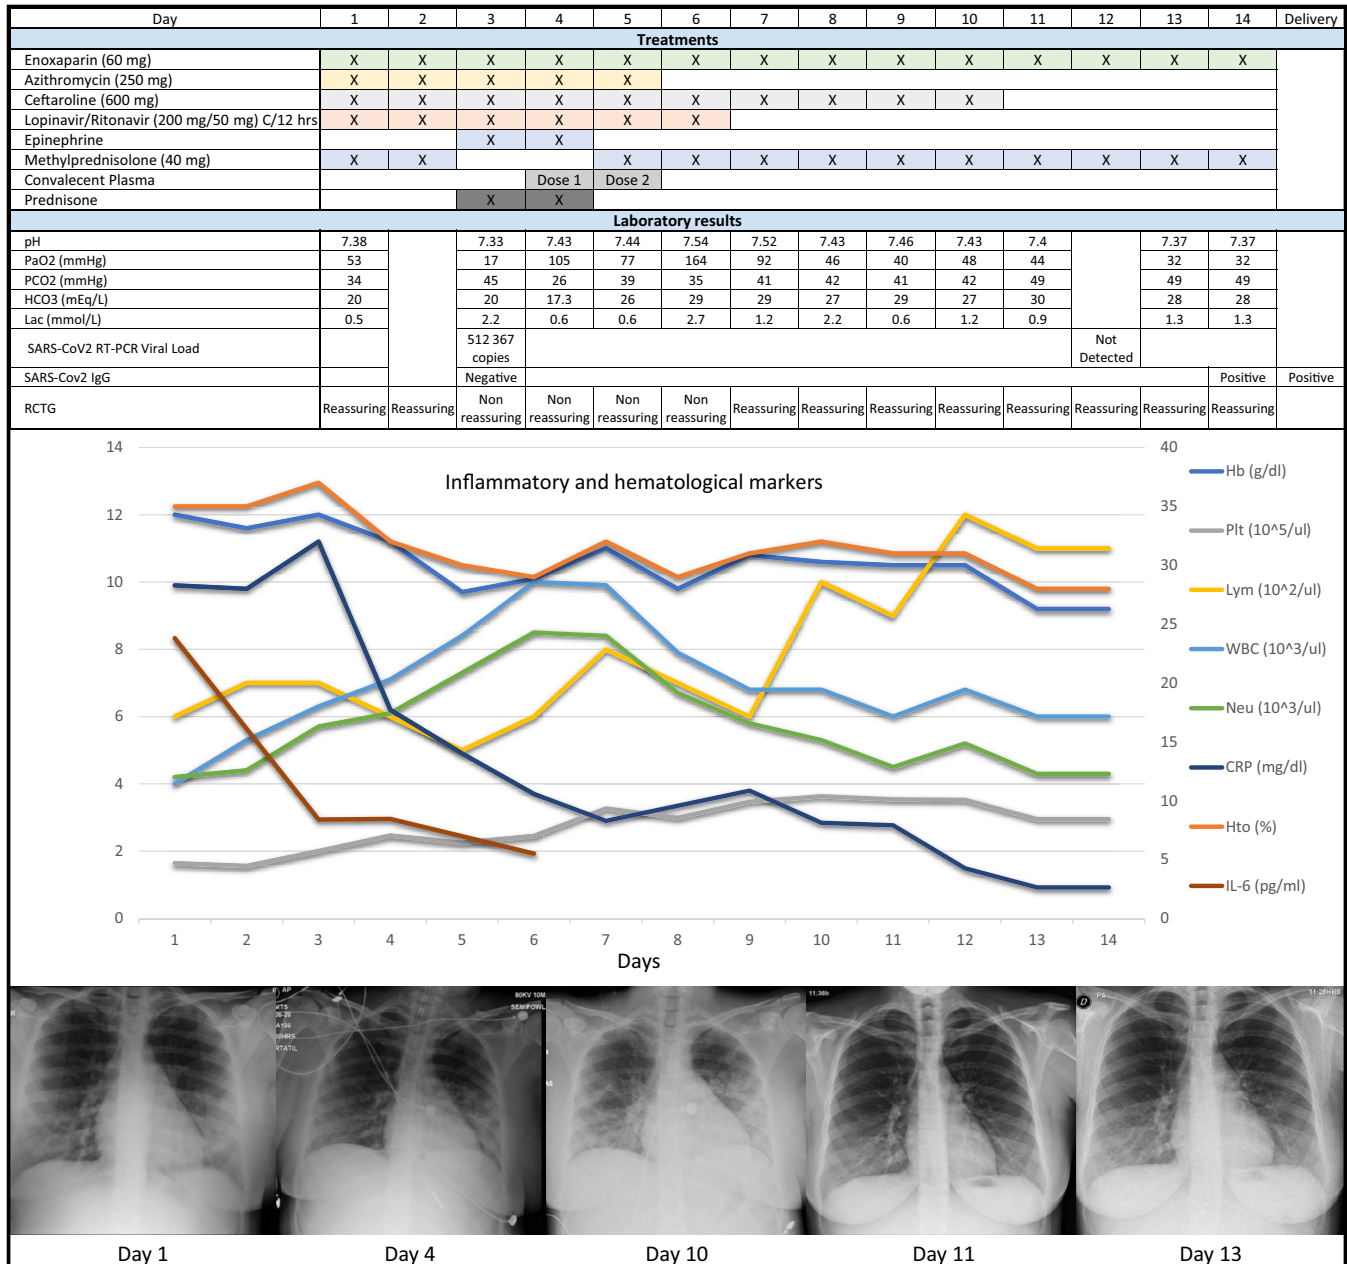 Day 1 2 3 4 5 6 7 8 9 10 11 12 13 14 Delivery
Treatments
Enoxaparin (60 mg) X X X X X X X X X X X X X X
Azithromycin (250 mg) X X X X X
Ceftaroline (600 mg) X X X X X X X X X X
Lopinavir/Ritonavir (200 mg/50 mg) C/12 hrs X X X X X X
Epinephrine X X
Methylprednisolone (40 mg) X X X X X X X X X X X X
Convalecent Plasma Dose 1 Dose 2
Prednisone X X
Laboratory results
pH 7.38 7.33 7.43 7.44 7.54 7.52 7.43 7.46 7.43 7.4 7.37 7.37
PaO2 (mmHg) 53 17 105 77 164 92 46 40 48 44 32 32
PCO2 (mmHg) 34 45 26 39 35 41 42 41 42 49 49 49
HCO3 (mEq/L) 20 20 17.3 26 29 29 27 29 27 30 28 28
Lac (mmol/L) 0.5 2.2 0.6 0.6 2.7 1.2 2.2 0.6 1.2 0.9 1.3 1.3
SARS-CoV2 RT-PCR Viral Load 512 367 copies Not Detected
SARS-Cov2 IgG Negative Positive Positive
RCTG Reassuring Reassuring Non reassuring Non reassuring Non reassuring Non reassuring Reassuring Reassuring Reassuring Reassuring Reassuring Reassuring Reassuring Reassuring
Inflammatory and hematological markers
14
12
10
8
6
4
2
0
40
35
30
25
20
15
10
5
0
Hb (g/dl)
Plt (10^5/ul)
Lym (10^2/ul)
WBC (10^3/ul)
Neu (10^3/ul)
CRP (mg/dl)
Hto (%)
IL-6 (pg/ml)
1 2 3 4 5 6 7 8 9 10 11 12 13 14
Days
R
AP
80KV 10M
SEMIFOWL
RTATIL
11:36h
D PA
11:28HRS
Day 1 Day 4 Day 10 Day 11 Day 13